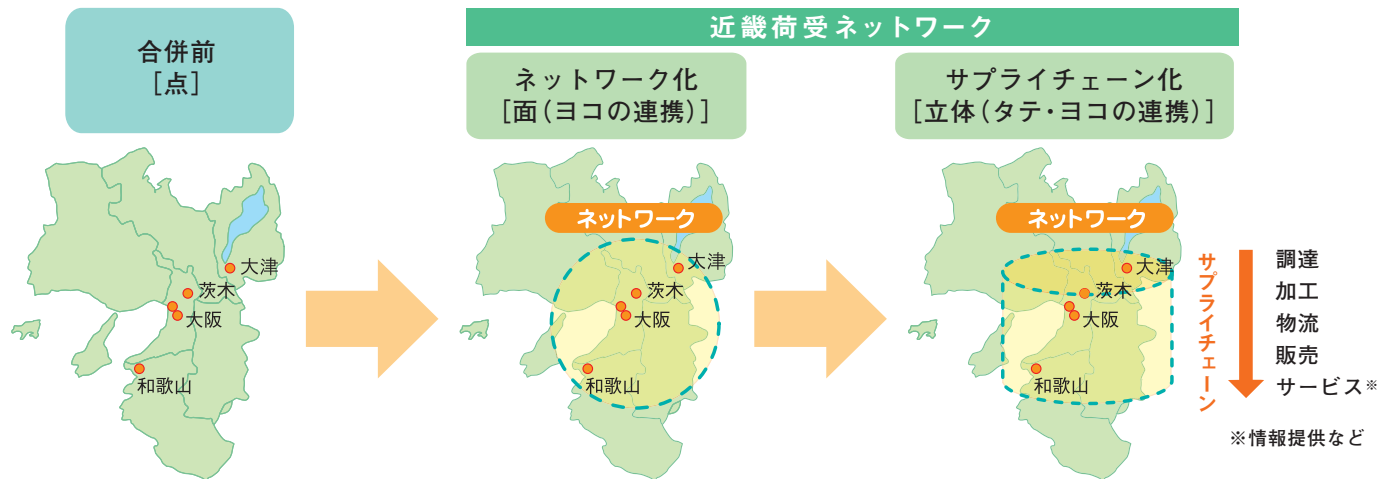 合併前
[点]
近畿荷受ネットワーク
ネットワーク化
[面(ヨコの連携)]
サプライチェーン化
[立体(タテ・ヨコの連携)]
大津
茨木
大阪
和歌山
ネットワーク
大津
茨木
大阪
和歌山
ネットワーク
大津
茨木
大阪
和歌山
サプライチェーン
調達
加工
物流
販売
サービス※
※情報提供など